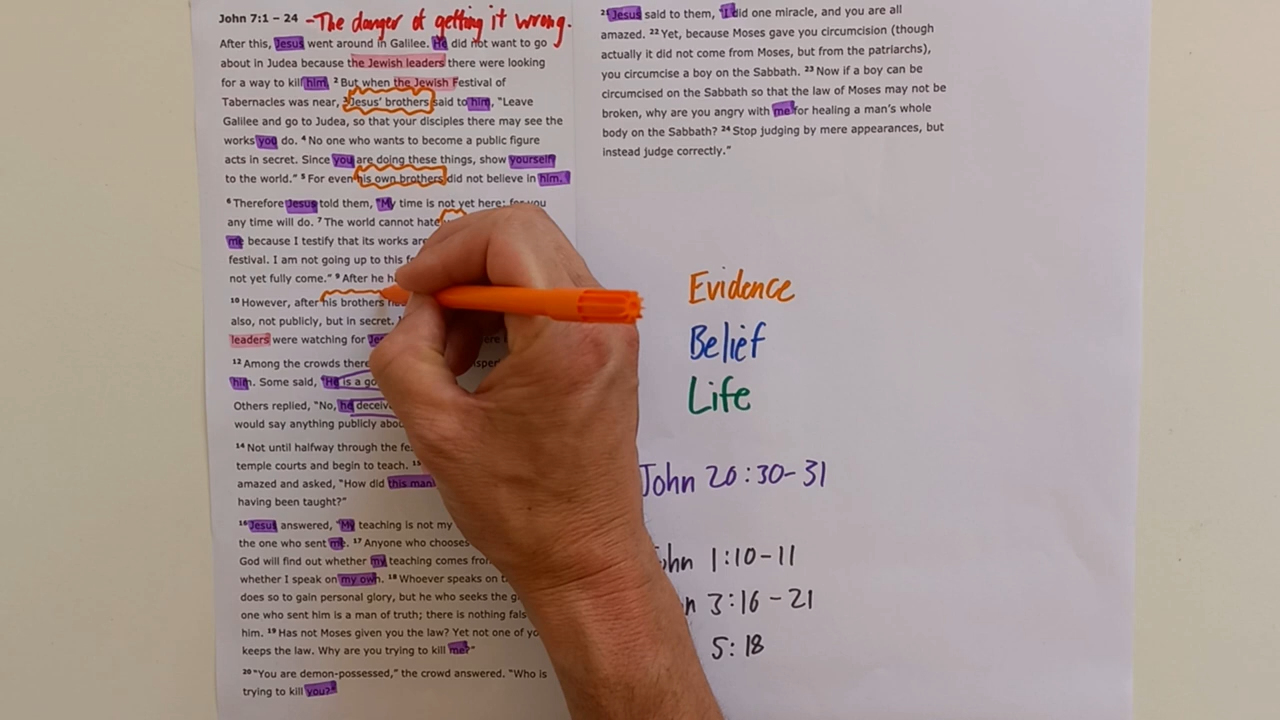 John 7:1 – 24 -The danger of getting it wrong.
After this, Jesus went around in Galilee. He did not want to go
about in Judea because the Jewish leaders there were looking
for a way to kill him. 2 But when the Jewish Festival of
Tabernacles was near, 3 Jesus' brothers said to him, "Leave
Galilee and go to Judea, so that your disciples there may see the
works you do. 4 No one who wants to become a public figure
acts in secret. Since you are doing these things, show yourself
to the world." 5 For even his own brothers did not believe in him.
6 Therefore Jesus told them, "My time is not yet here; for you
any time will do. 7 The world cannot hate
me because I testify that its works are
festival. I am not going up to this
not yet fully come." 9 After he
10 However, after his brothers
also, not publicly, but in secret.
leaders were watching for
12 Among the crowds there
him. Some said, "He is a
Others replied, "No, he
would say anything publicly
14 Not until halfway through the
temple courts and begin to teach. 15
amazed and asked, "How did this man
having been taught?"
16 Jesus answered, "My teaching is not my
the one who sent me. 17 Anyone who chooses
God will find out whether my teaching comes
whether I speak on my own. 18 Whoever speaks on
does so to gain personal glory, but he who seeks the
one who sent him is a man of truth; there is nothing
him. 19 Has not Moses given you the law? Yet not one of
keeps the law. Why are you trying to kill me?"
20 "You are demon-possessed," the crowd answered. "Who is
trying to kill you?"
21 Jesus said to them, "I did one miracle, and you are all
amazed. 22 Yet, because Moses gave you circumcision (though
actually it did not come from Moses, but from the patriarchs),
you circumcise a boy on the Sabbath. 23 Now if a boy can be
circumcised on the Sabbath so that the law of Moses may not be
broken, why are you angry with me for healing a man's whole
body on the Sabbath? 24 Stop judging by mere appearances, but
instead judge correctly."
Evidence
Belief
Life
John 20:30-31
1:10-11
3:16-21
5:18